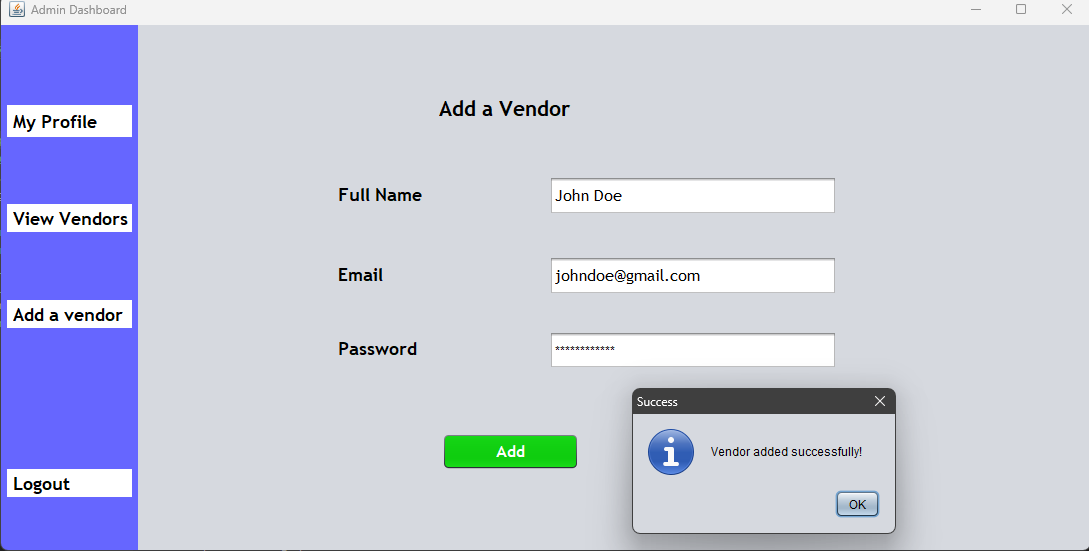 Admin Dashboard
My Profile
View Vendors
Add a vendor
Logout
Add a Vendor
Full Name
John Doe
Email
johndoe@gmail.com
Password
************
Add
Success
Vendor added successfully!
OK